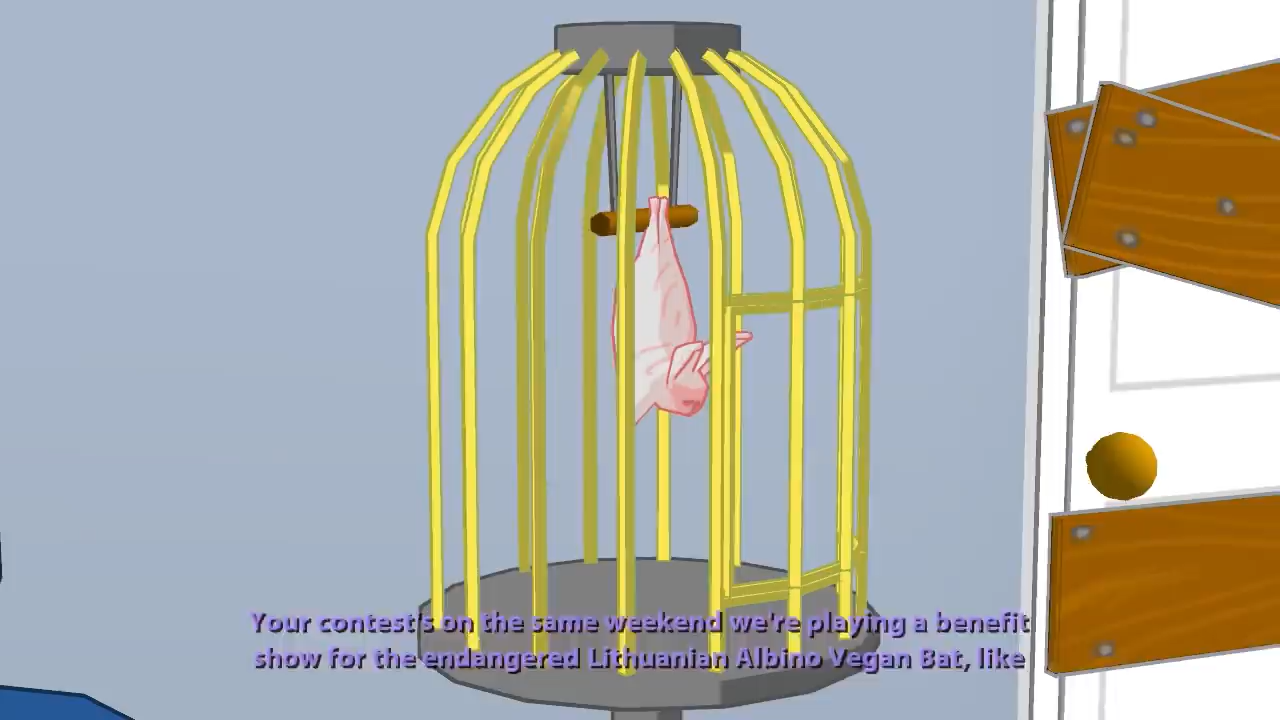 Your contest's on the same weekend we're playing a benefit
show for the endangered Lithuanian Albino Vegan Bat, like